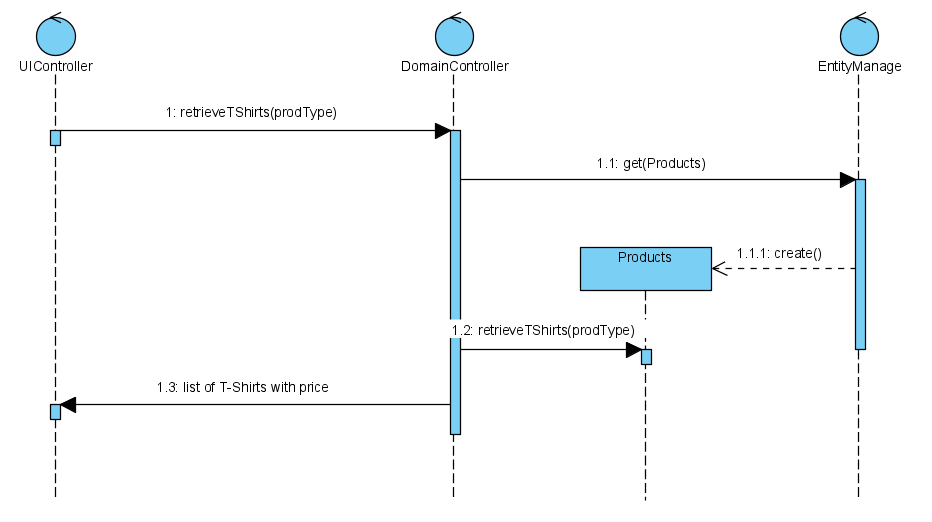 UIController
DomainController
EntityManage
1: retrieveTShirts(prodType)
1.1: get(Products)
1.1.1: create()
Products
1.2: retrieveTShirts(prodType)
1.3: list of T-Shirts with price